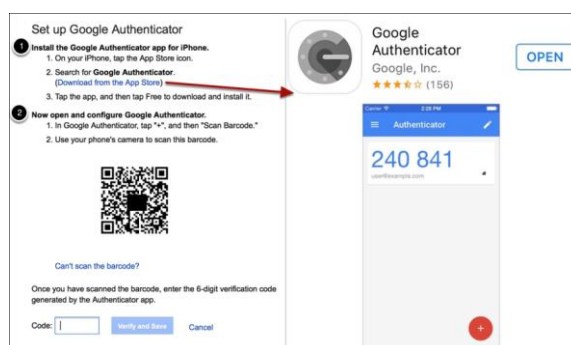 Set up Google Authenticator
1 Install the Google Authenticator app for iPhone.
1. On your iPhone, tap the App Store icon.
2. Search for Google Authenticator.
(Download from the App Store)
3. Tap the app, and then tap Free to download and install it.
2 Now open and configure Google Authenticator.
1. In Google Authenticator, tap "+", and then "Scan Barcode."
2. Use your phone's camera to scan this barcode.
Can't scan the barcode?
Once you have scanned the barcode, enter the 6-digit verification code
generated by the Authenticator app.
Code: Verify and Save Cancel
Google
Authenticator
Google, Inc.
(156)
OPEN
Carrier 2:28 PM
Authenticator
240 841
user@example.com
+